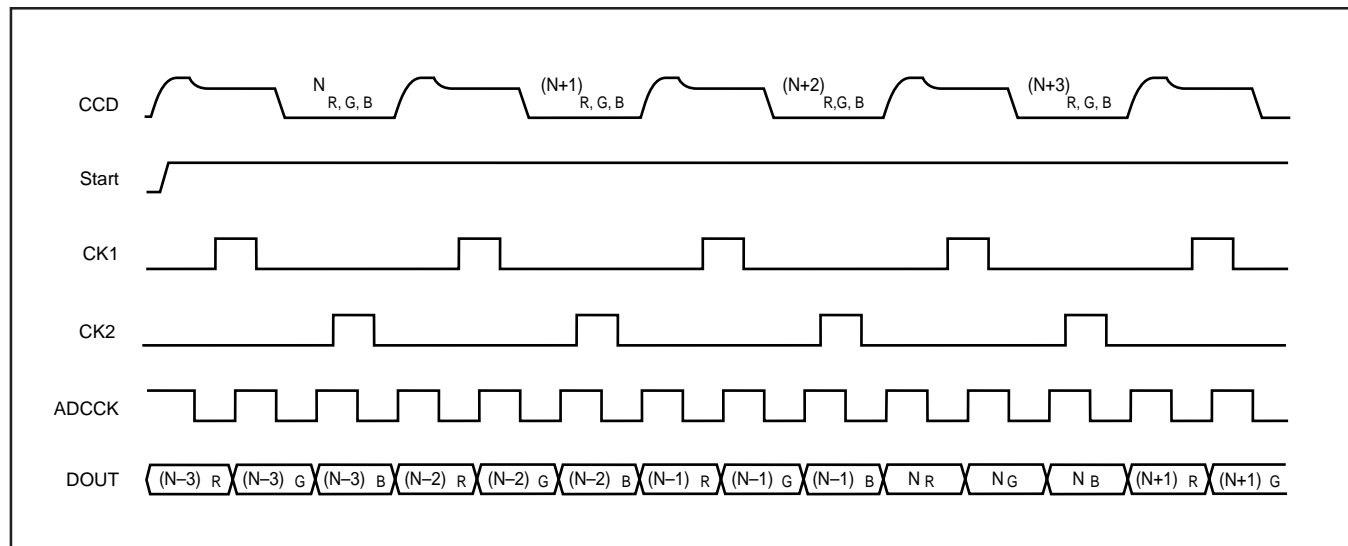 CCD N R, G, B (N+1) R, G, B (N+2) R,G, B (N+3) R, G, B
Start
CK1
CK2
ADCCK
DOUT (N–3) R (N–3) G (N–3) B (N–2) R (N–2) G (N–2) B (N–1) R (N–1) G (N–1) B N R N G N B (N+1) R (N+1) G